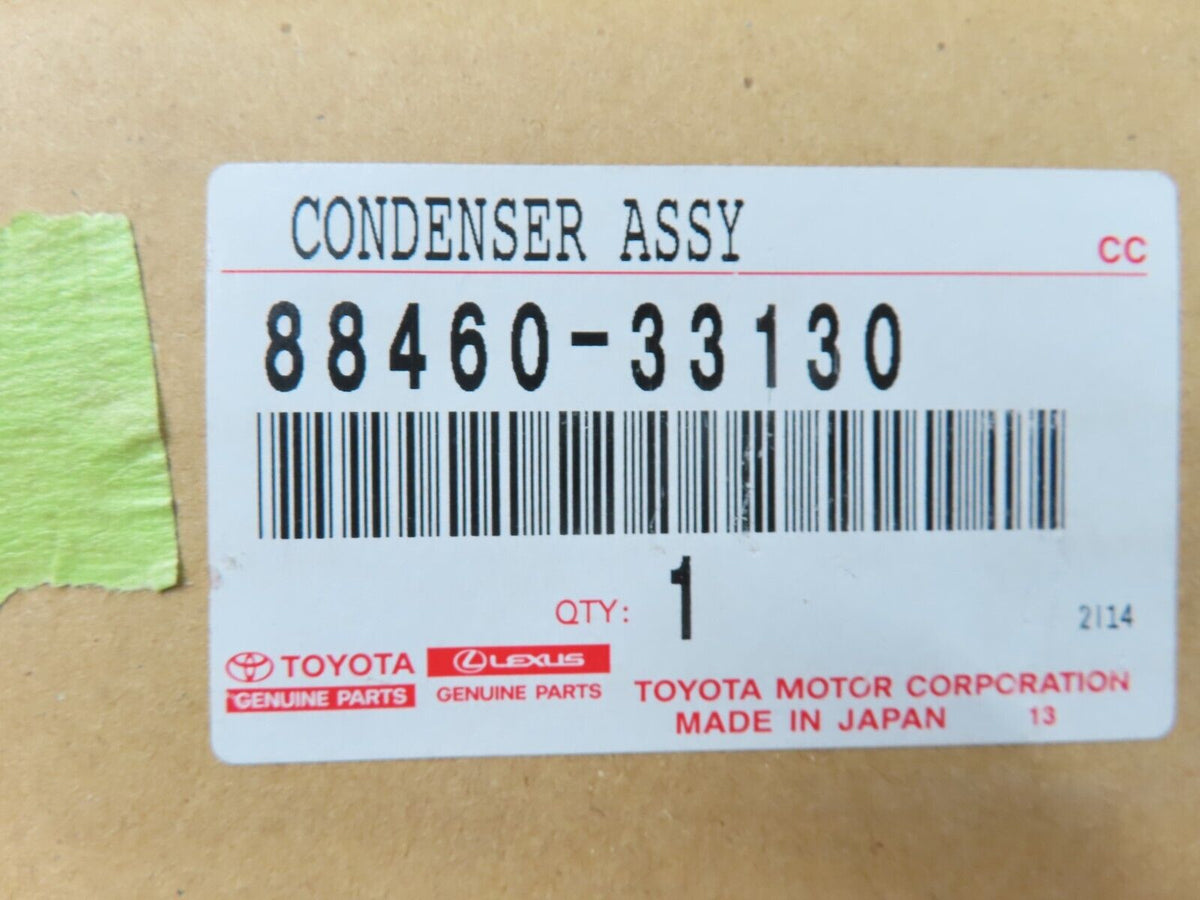 CONDENSER ASSY
CC
88460-33130
QTY: 1
2114
TOYOTA
GENUINE PARTS
LEXUS
GENUINE PARTS
TOYOTA MOTOR CORPORATION
MADE IN JAPAN 13